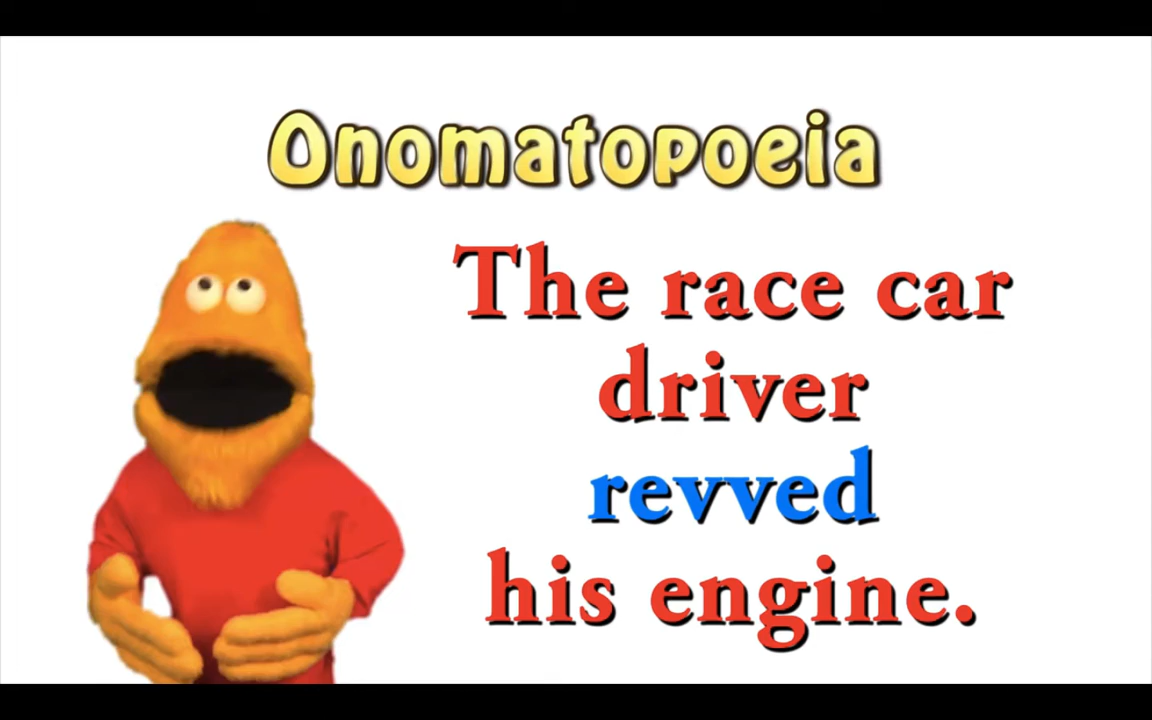 Onomatopoeia
The race car
driver
revved
his engine.